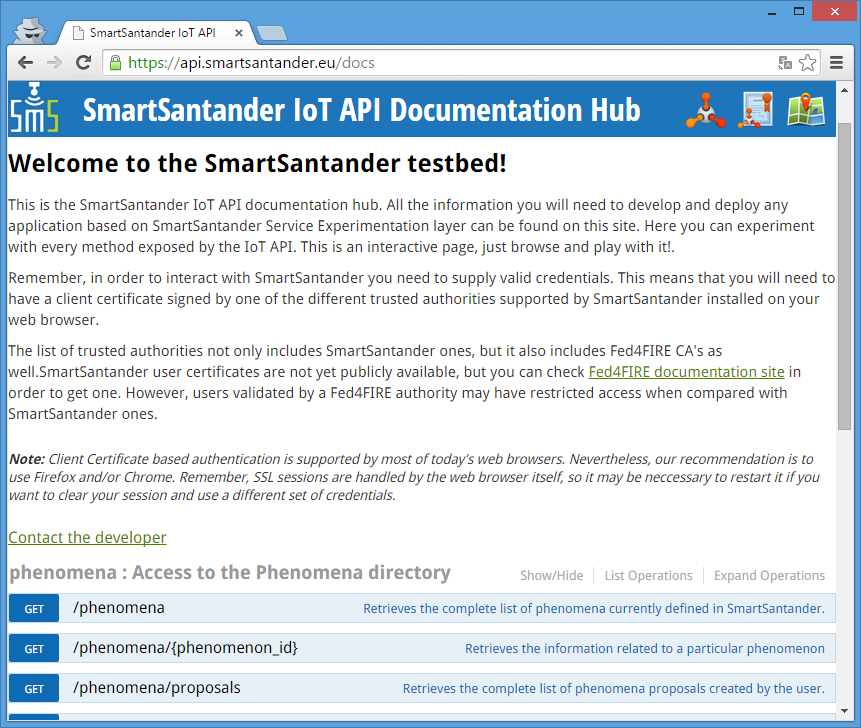 SmartSantander IoT API
https://api.smartsantander.eu/docs
sms
SmartSantander IoT API Documentation Hub
Welcome to the SmartSantander testbed!
This is the SmartSantander IoT API documentation hub. All the information you will need to develop and deploy any
application based on SmartSantander Service Experimentation layer can be found on this site. Here you can experiment
with every method exposed by the IoT API. This is an interactive page, just browse and play with it!.
Remember, in order to interact with SmartSantander you need to supply valid credentials. This means that you will need to
have a client certificate signed by one of the different trusted authorities supported by SmartSantander installed on your
web browser.
The list of trusted authorities not only includes SmartSantander ones, but it also includes Fed4FIRE CA's as
well.SmartSantander user certificates are not yet publicly available, but you can check Fed4FIRE documentation site in
order to get one. However, users validated by a Fed4FIRE authority may have restricted access when compared with
SmartSantander ones.
Note: Client Certificate based authentication is supported by most of today's web browsers. Nevertheless, our recommendation is to
use Firefox and/or Chrome. Remember, SSL sessions are handled by the web browser itself, so it may be neccessary to restart it if you
want to clear your session and use a different set of credentials.
Contact the developer
phenomena : Access to the Phenomena directory Show/Hide List Operations Expand Operations
GET /phenomena Retrieves the complete list of phenomena currently defined in SmartSantander.
GET /phenomena/{phenomenon_id} Retrieves the information related to a particular phenomenon
GET /phenomena/proposals Retrieves the complete list of phenomena proposals created by the user.